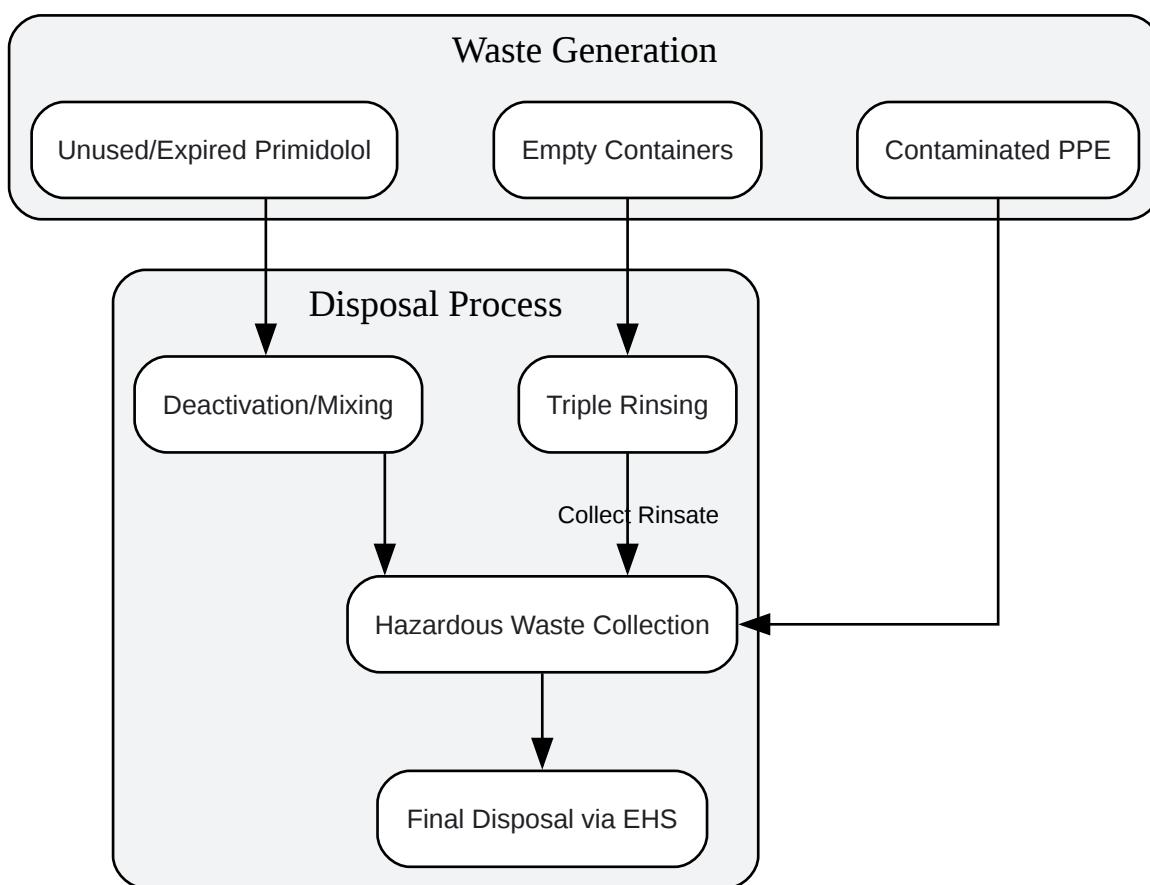 Waste Generation
Unused/Expired Primidolol
Empty Containers
Contaminated PPE
Disposal Process
Deactivation/Mixing
Triple Rinsing
Collect Rinsate
Hazardous Waste Collection
Final Disposal via EHS